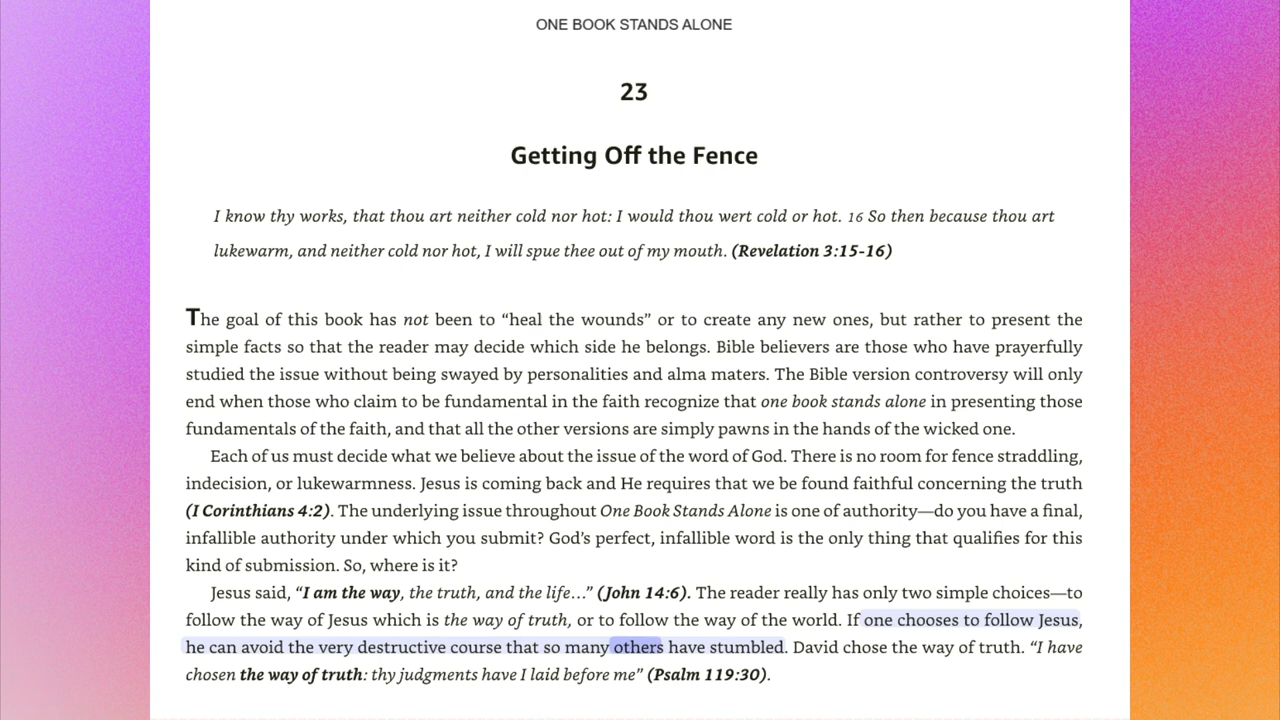 ONE BOOK STANDS ALONE
23
Getting Off the Fence
I know thy works, that thou art neither cold nor hot: I would thou wert cold or hot. 16 So then because thou art
lukewarm, and neither cold nor hot, I will spue thee out of my mouth. (Revelation 3:15-16)
The goal of this book has not been to “heal the wounds” or to create any new ones, but rather to present the
simple facts so that the reader may decide which side he belongs. Bible believers are those who have prayerfully
studied the issue without being swayed by personalities and alma maters. The Bible version controversy will only
end when those who claim to be fundamental in the faith recognize that one book stands alone in presenting those
fundamentals of the faith, and that all the other versions are simply pawns in the hands of the wicked one.
Each of us must decide what we believe about the issue of the word of God. There is no room for fence straddling,
indecision, or lukewarmness. Jesus is coming back and He requires that we be found faithful concerning the truth
(I Corinthians 4:2). The underlying issue throughout One Book Stands Alone is one of authority—do you have a final,
infallible authority under which you submit? God’s perfect, infallible word is the only thing that qualifies for this
kind of submission. So, where is it?
Jesus said, “I am the way, the truth, and the life…” (John 14:6). The reader really has only two simple choices—to
follow the way of Jesus which is the way of truth, or to follow the way of the world. If one chooses to follow Jesus,
he can avoid the very destructive course that so many others have stumbled. David chose the way of truth. “I have
chosen the way of truth: thy judgments have I laid before me” (Psalm 119:30).